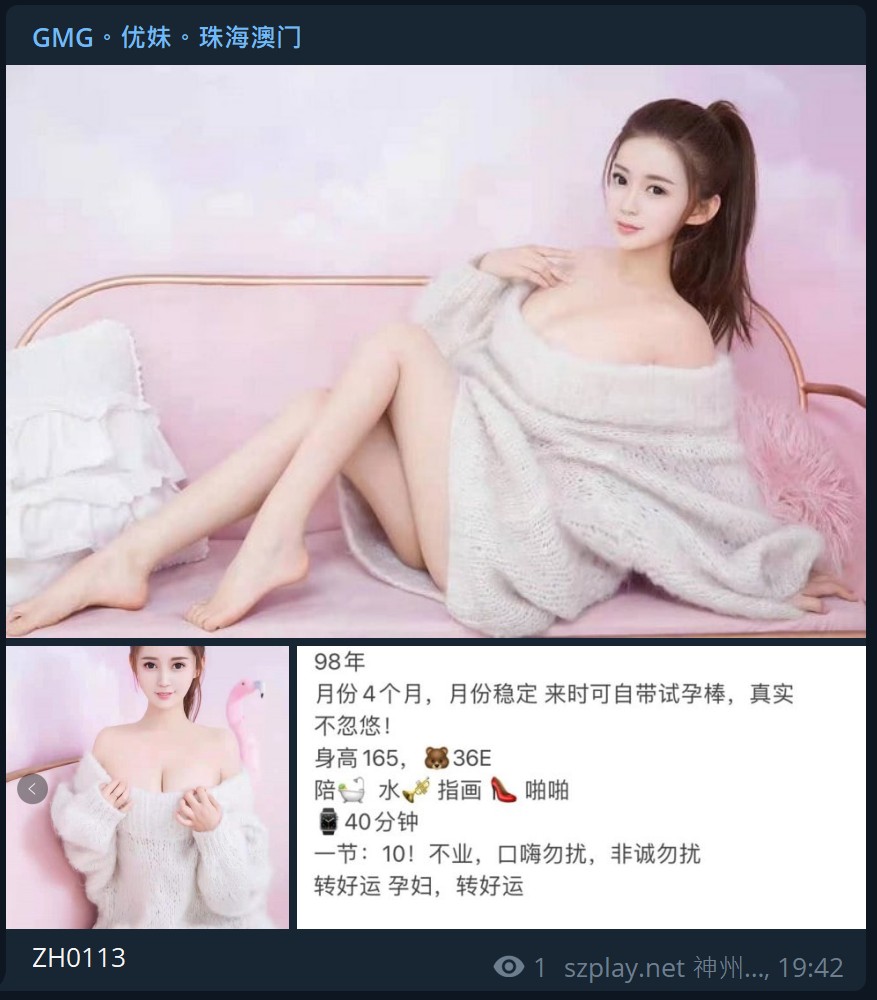 GMG。优妹。珠海澳门
98年
月份4个月，月份稳定 来时可自带试孕棒，真实
不忽悠！
身高165，🐻36E
陪🛀 水🎺 指画👠 啪啪
⌚40分钟
一节：10！不业，口嗨勿扰，非诚勿扰
转好运 孕妇，转好运
ZH0113
1 szplay.net 神州..., 19:42